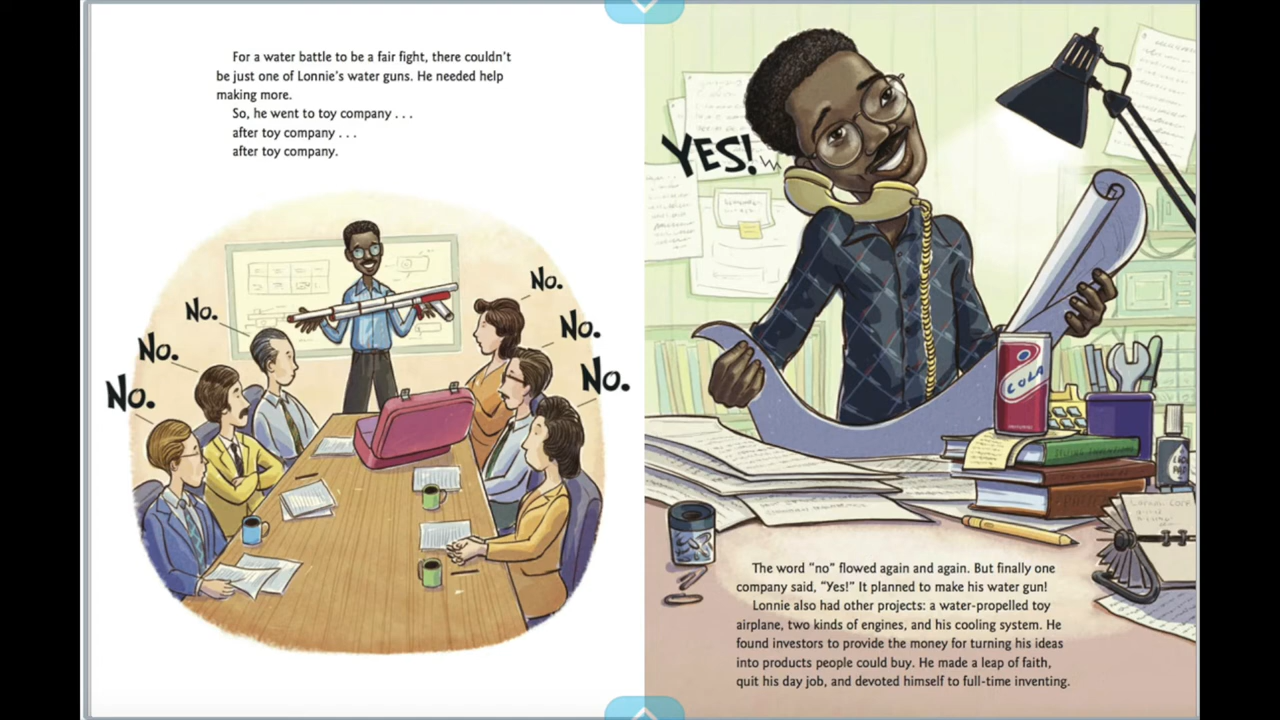 For a water battle to be a fair fight, there couldn't
be just one of Lonnie's water guns. He needed help
making more.
So, he went to toy company . . .
after toy company . . .
after toy company.
No.
No.
No.
No.
No.
No.
YES!
COLA
The word "no" flowed again and again. But finally one
company said, "Yes!" It planned to make his water gun!
Lonnie also had other projects: a water-propelled toy
airplane, two kinds of engines, and his cooling system. He
found investors to provide the money for turning his ideas
into products people could buy. He made a leap of faith,
quit his day job, and devoted himself to full-time inventing.